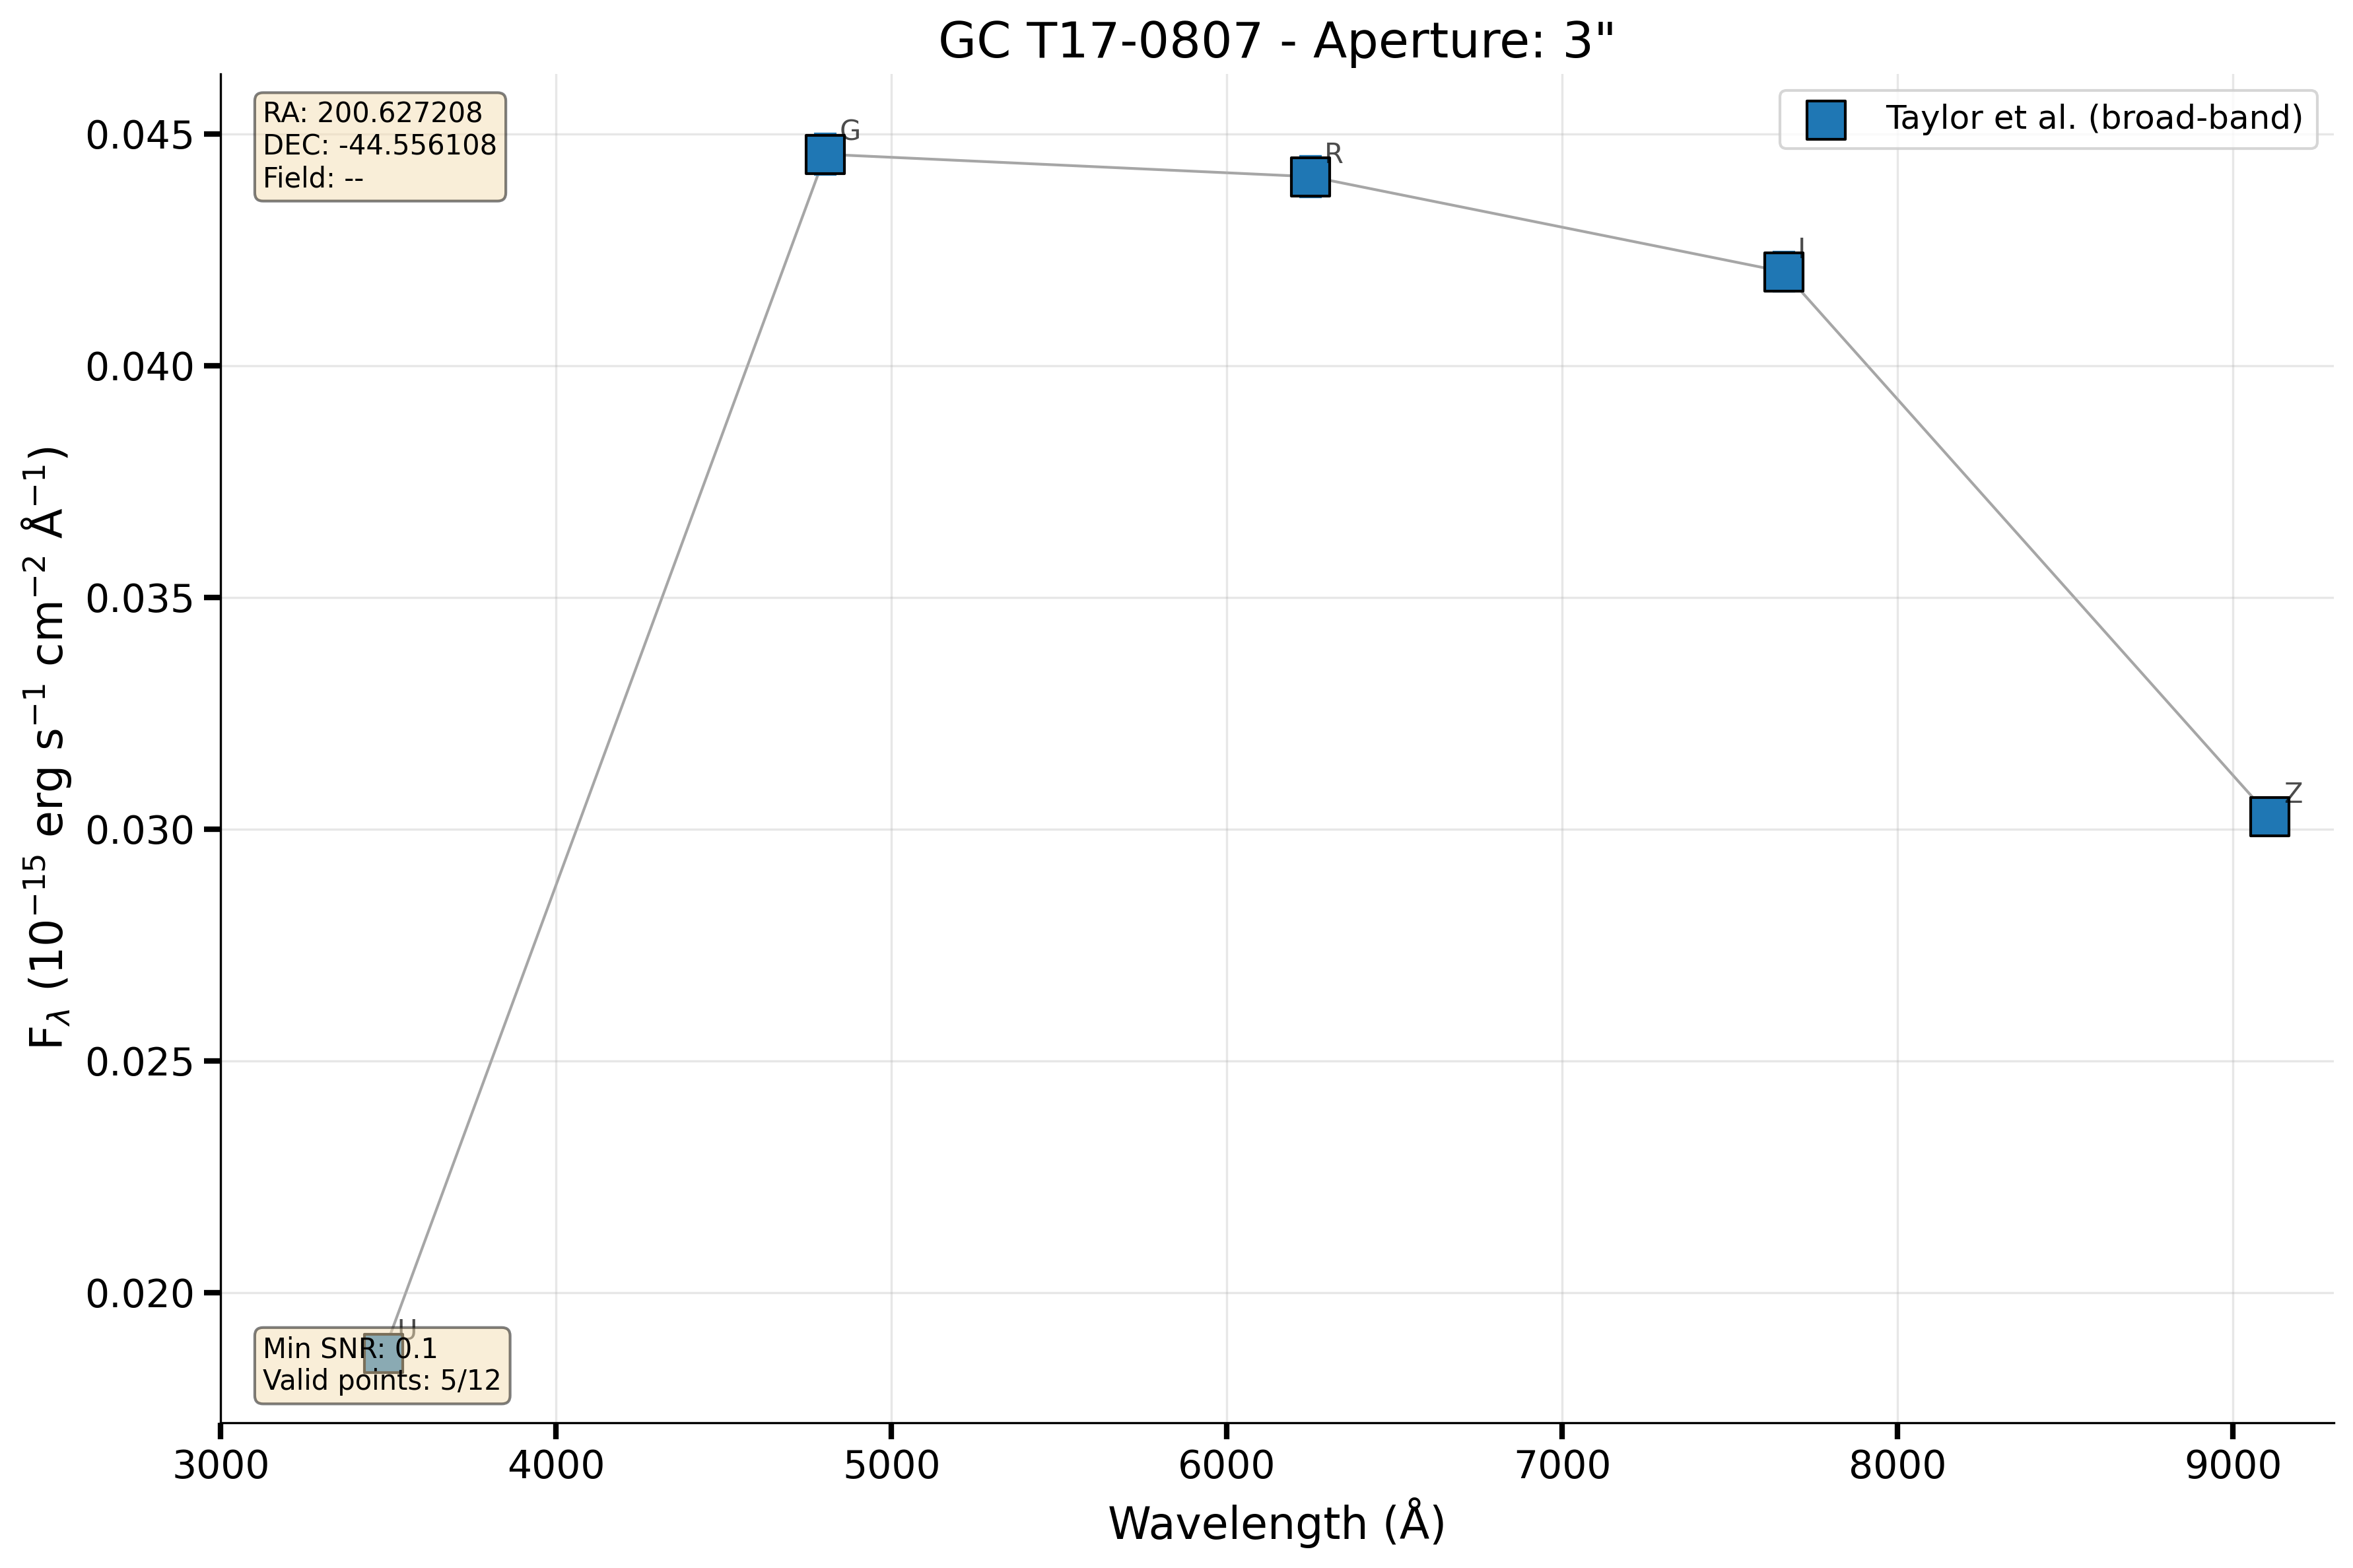 GC T17-0807 - Aperture: 3"
RA: 200.627208
DEC: -44.556108
Field: --
Taylor et al. (broad-band)
G
R
I
Z
U
Min SNR: 0.1
Valid points: 5/12
0.045
0.040
0.035
0.030
0.025
0.020
F_λ (10⁻¹⁵ erg s⁻¹ cm⁻² Å⁻¹)
3000 4000 5000 6000 7000 8000 9000
Wavelength (Å)